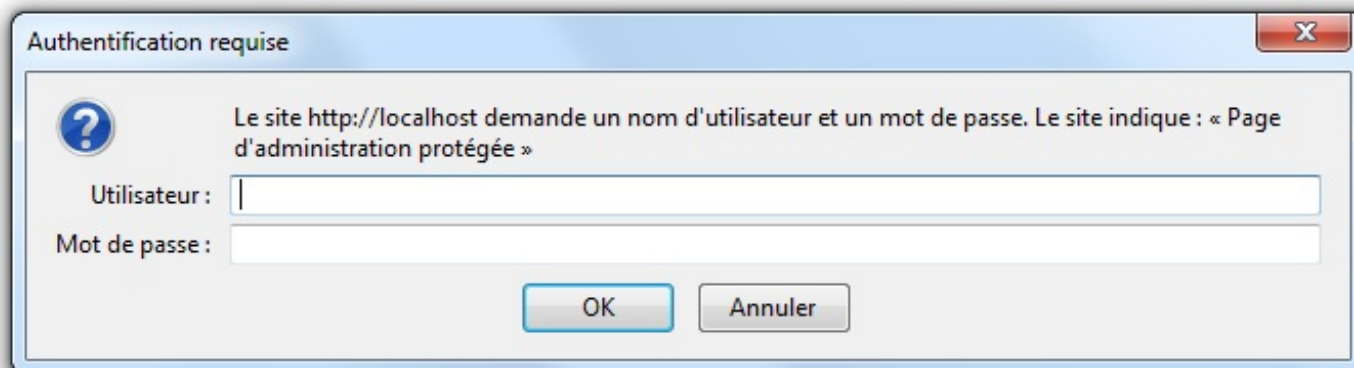 Authentification requise
Le site http://localhost demande un nom d'utilisateur et un mot de passe. Le site indique : « Page
d'administration protégée »
Utilisateur :
Mot de passe :
OK
Annuler